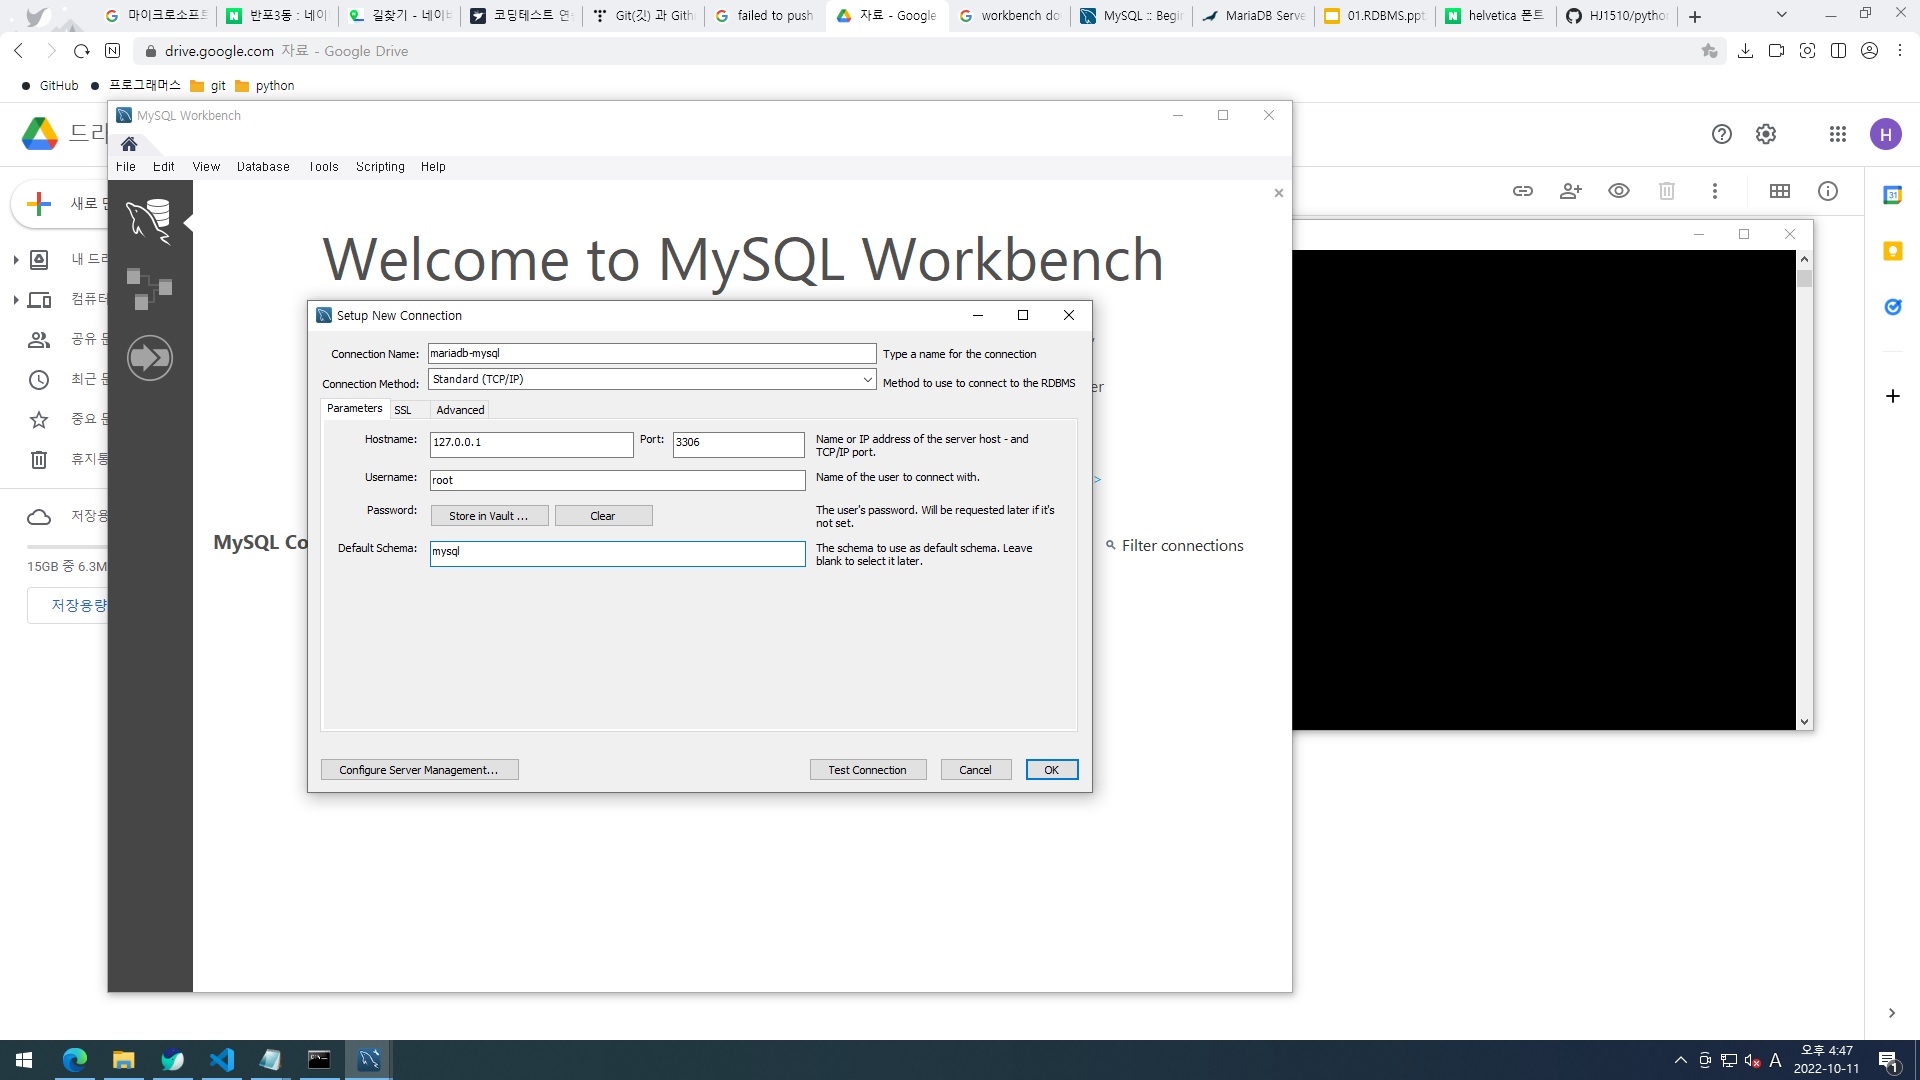 마이크로소프트
반포3동 : 네이
길찾기 - 네이버
코딩테스트 연
Git(깃) 과 Gith
failed to push
자료 - Google
workbench do
MySQL :: Begin
MariaDB Serve
01.RDBMS.ppt
helvetica 폰트
HJ1510/pytho
drive.google.com 자료 - Google Drive
GitHub 프로그래머스 git python
MySQL Workbench
드라
H
File Edit View Database Tools Scripting Help
새로 만
31
내 드라
컴퓨터
공유 문
최근 문
중요 문
휴지통
저장용
15GB 중 6.3M
저장용량
Welcome to MySQL Workbench
er
>
MySQL Co
Filter connections
Setup New Connection
Connection Name: mariadb-mysql Type a name for the connection
Connection Method: Standard (TCP/IP) Method to use to connect to the RDBMS
Parameters SSL Advanced
Hostname: 127.0.0.1 Port: 3306 Name or IP address of the server host - and
TCP/IP port.
Username: root Name of the user to connect with.
Password: Store in Vault ... Clear The user's password. Will be requested later if it's
not set.
Default Schema: mysql The schema to use as default schema. Leave
blank to select it later.
Configure Server Management... Test Connection Cancel OK
A 오후 4:47
2022-10-11
1